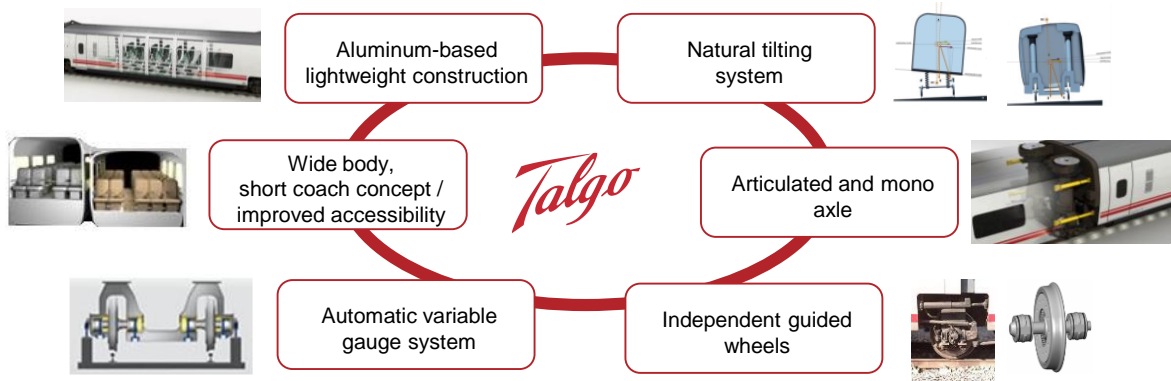 Aluminum-based
lightweight construction
Natural tilting
system
Wide body,
short coach concept /
improved accessibility
Talgo
Articulated and mono
axle
Automatic variable
gauge system
Independent guided
wheels